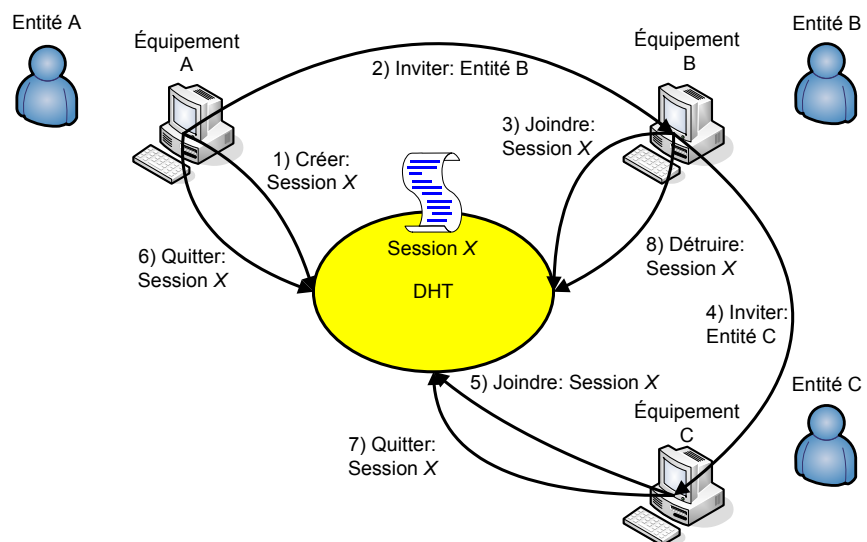 Entité A
Équipement
A
2) Inviter: Entité B
Équipement
B
Entité B
3) Joindre:
Session X
1) Créer:
Session X
6) Quitter:
Session X
Session X
DHT
8) Détruire:
Session X
4) Inviter:
Entité C
5) Joindre: Session X
7) Quitter:
Session X
Équipement
C
Entité C